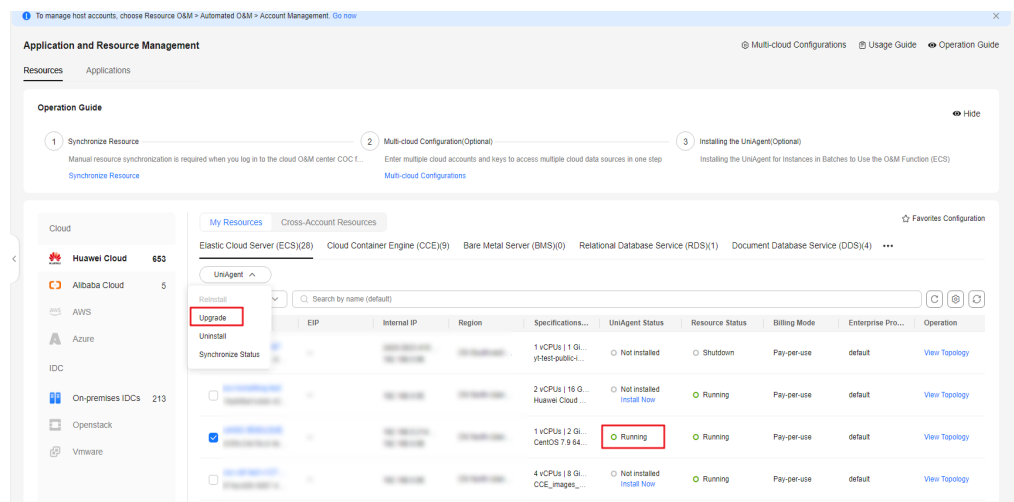 To manage host accounts, choose Resource O&M > Automated O&M > Account Management. Go now
Application and Resource Management
Multi-cloud Configurations Usage Guide Operation Guide
Resources Applications
Operation Guide
Hide
1 Synchronize Resource 2 Multi-cloud Configuration(Optional) 3 Installing the UniAgent(Optional)
Manual resource synchronization is required when you log in to the cloud O&M center COC f... Enter multiple cloud accounts and keys to access multiple cloud data sources in one step Installing the UniAgent for Instances in Batches to Use the O&M Function (ECS)
Synchronize Resource Multi-cloud Configurations
My Resources Cross-Account Resources Favorites Configuration
Cloud
Elastic Cloud Server (ECS)(28) Cloud Container Engine (CCE)(9) Bare Metal Server (BMS)(0) Relational Database Service (RDS)(1) Document Database Service (DDS)(4) •••
Huawei Cloud 653
UniAgent
Alibaba Cloud 5
Reinstall
Search by name (default)
aws AWS
Upgrade
EIP Internal IP Region Specifications... UniAgent Status Resource Status Billing Mode Enterprise Pro... Operation
Azure
Uninstall
Synchronize Status
-- 1 vCPUs | 1 Gi... Not installed Shutdown Pay-per-use default View Topology
yt-test-public-i...
IDC
On-premises IDCs 213
-- 2 vCPUs | 16 G... Not installed Running Pay-per-use default View Topology
Huawei Cloud ... Install Now
Openstack
-- 1 vCPUs | 2 Gi... Running Running Pay-per-use default View Topology
CentOS 7.9 64...
Vmware
-- 4 vCPUs | 8 Gi... Not installed Running Pay-per-use default View Topology
CCE_images_... Install Now